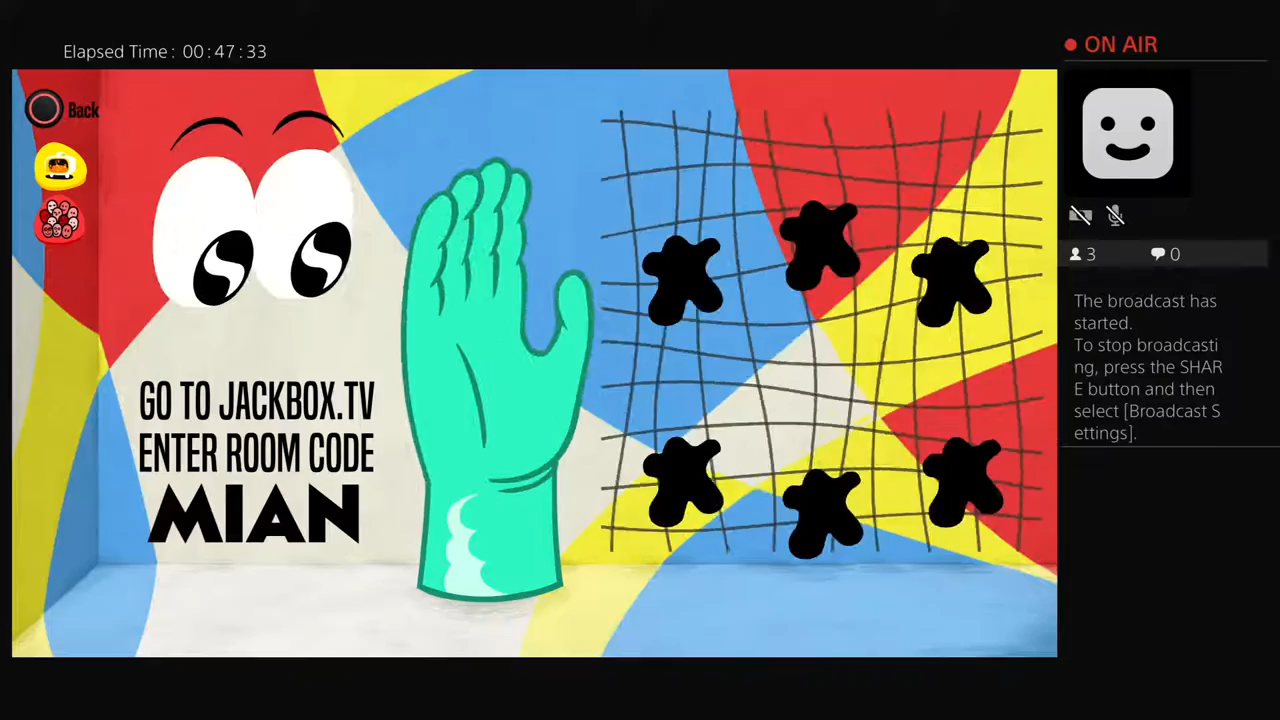 Elapsed Time: 00:47:33
ON AIR
Back
3
0
The broadcast has
started.
To stop broadcasti
ng, press the SHAR
E button and then
select [Broadcast S
ettings].
GO TO JACKBOX.TV
ENTER ROOM CODE
MIAN